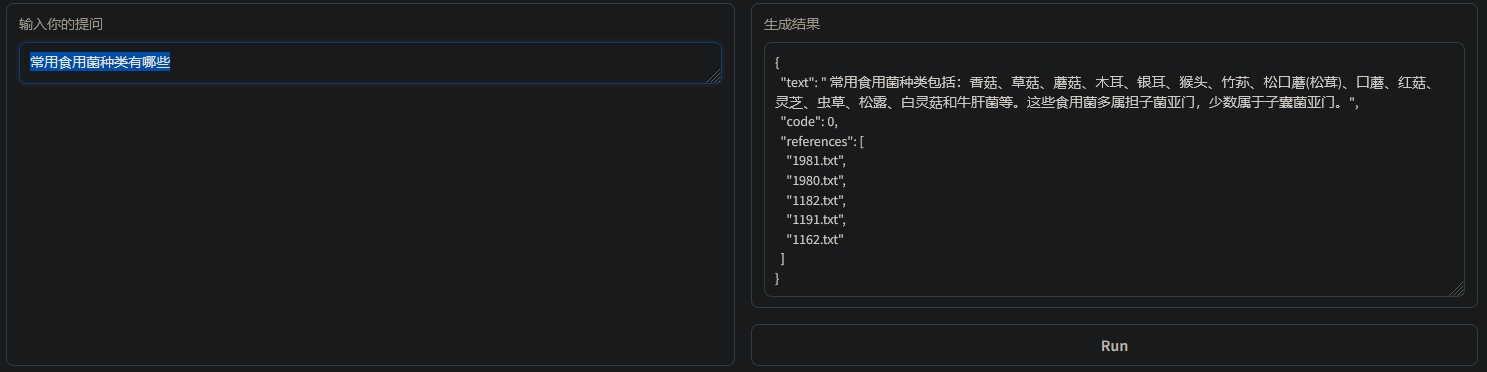 输入你的提问
常用食用菌种类有哪些
生成结果
{
"text": " 常用食用菌种类包括：香菇、草菇、蘑菇、木耳、银耳、猴头、竹荪、松口蘑(松茸)、口蘑、红菇、
灵芝、虫草、松露、白灵菇和牛肝菌等。这些食用菌多属担子菌亚门，少数属于子囊菌亚门。",
"code": 0,
"references": [
"1981.txt",
"1980.txt",
"1182.txt",
"1191.txt",
"1162.txt"
]
}
Run